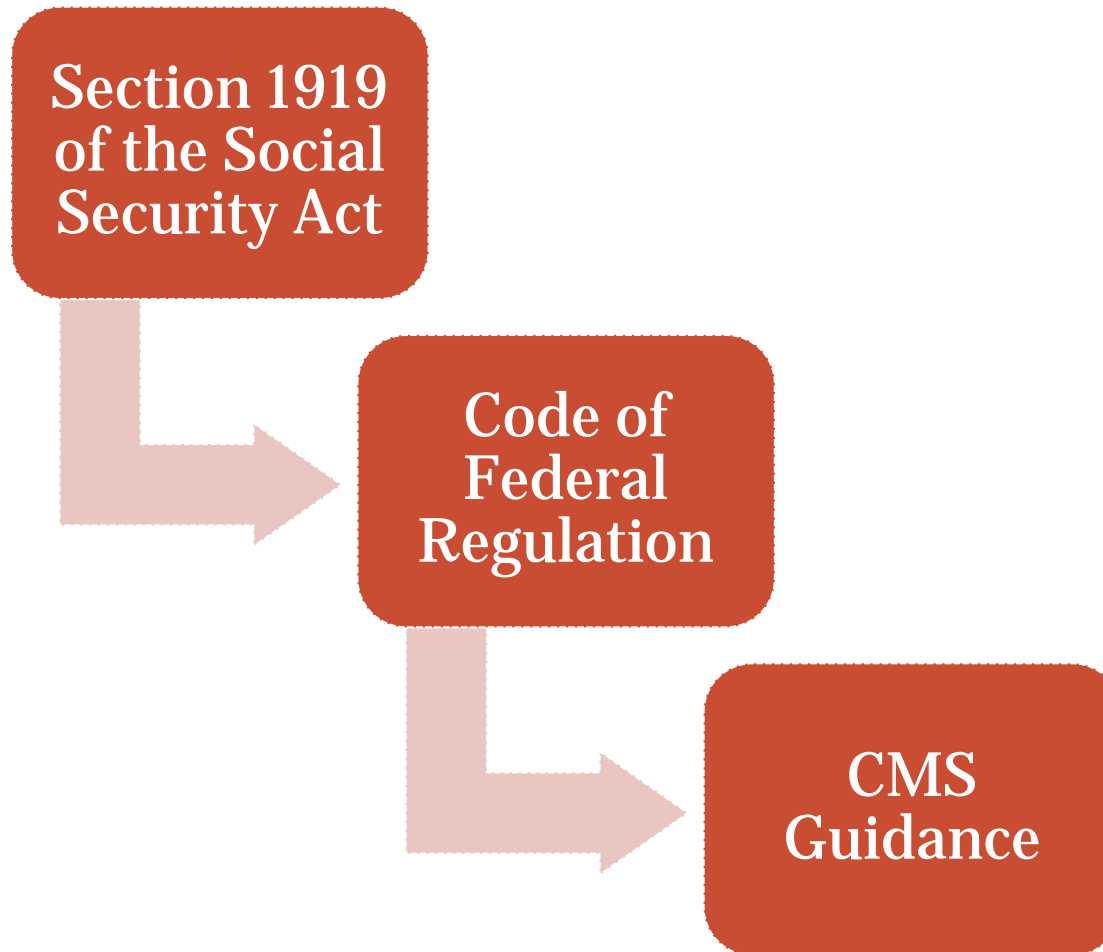 Section 1919
of the Social
Security Act
Code of
Federal
Regulation
CMS
Guidance